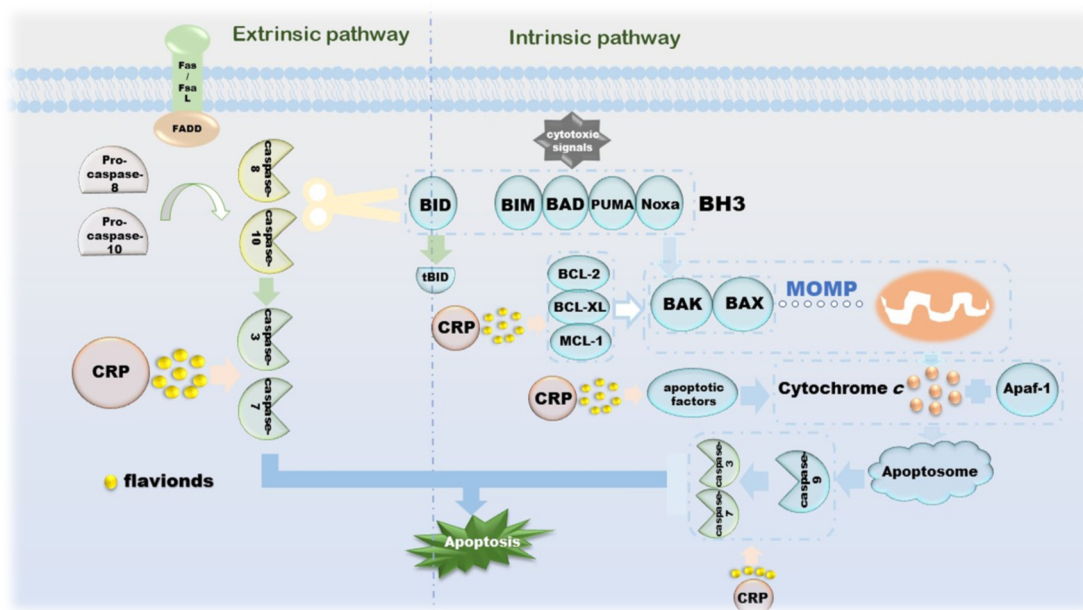 Extrinsic pathway
Intrinsic pathway
Fas
/
Fsa
L
FADD
cytotoxic
signals
Pro-
caspase-
8
Pro-
caspase-
10
caspase-
8
caspase-
10
BID
BIM
BAD
PUMA
Noxa
BH3
tBID
BCL-2
BCL-XL
MCL-1
BAK
BAX
MOMP
CRP
caspase-
3
caspase-
7
CRP
CRP
apoptotic
factors
Cytochrome c
Apaf-1
flavionds
caspase-
3
caspase-
7
caspase-
9
Apoptosome
Apoptosis
CRP